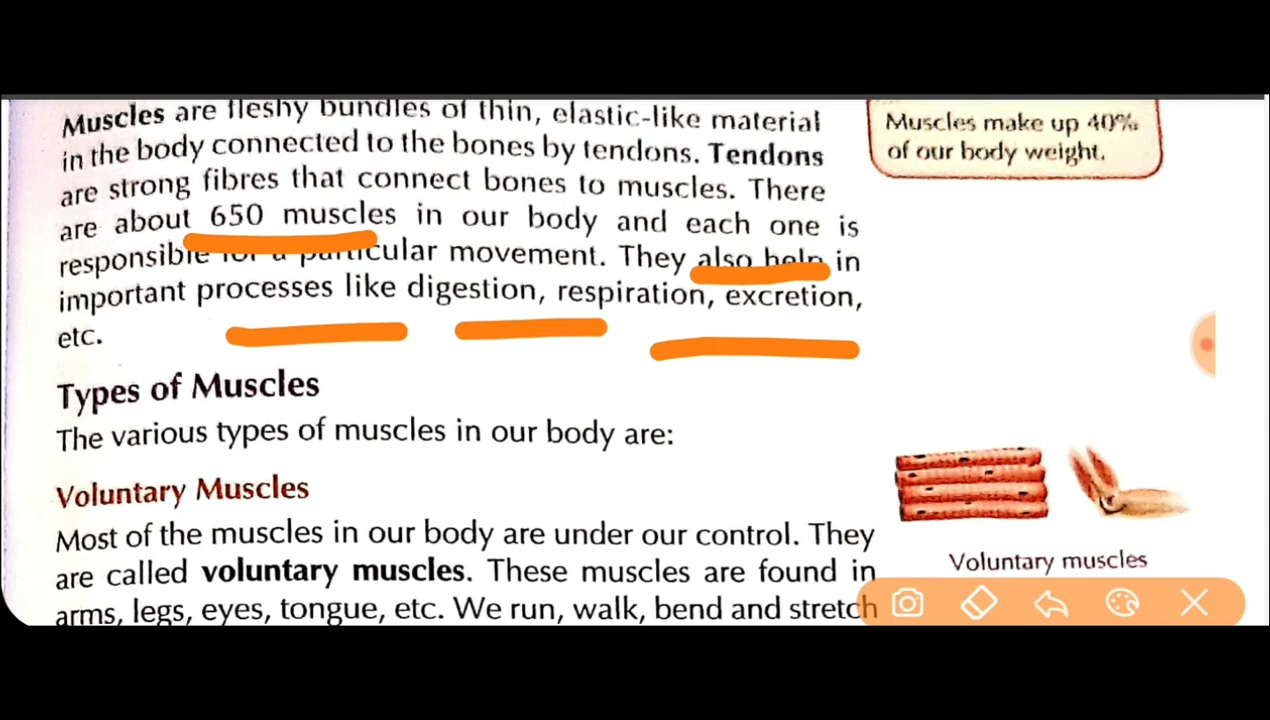 Muscles are fleshy bundles of thin, elastic-like material
in the body connected to the bones by tendons. Tendons
are strong fibres that connect bones to muscles. There
are about 650 muscles in our body and each one is
responsible for a particular movement. They also help in
important processes like digestion, respiration, excretion,
etc.
Muscles make up 40%
of our body weight.
Types of Muscles
The various types of muscles in our body are:
Voluntary Muscles
Most of the muscles in our body are under our control. They
are called voluntary muscles. These muscles are found in
arms, legs, eyes, tongue, etc. We run, walk, bend and stretch
Voluntary muscles